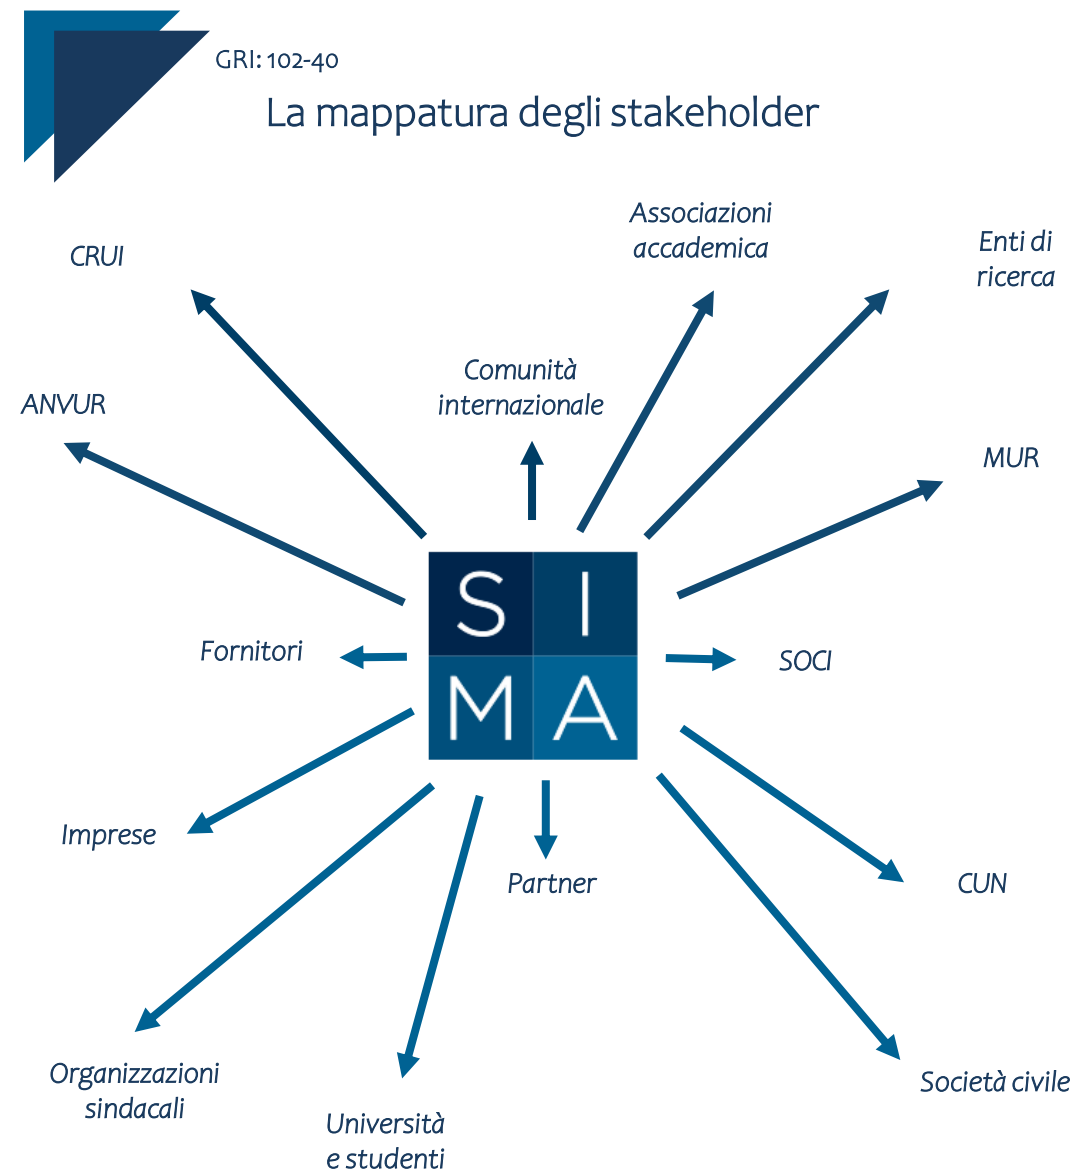 GRI: 102-40
La mappatura degli stakeholder
Associazioni
accademica
Enti di
ricerca
CRUI
Comunità
internazionale
ANVUR
MUR
S I
M A
Fornitori
SOCI
Imprese
Partner
CUN
Organizzazioni
sindacali
Società civile
Università
e studenti